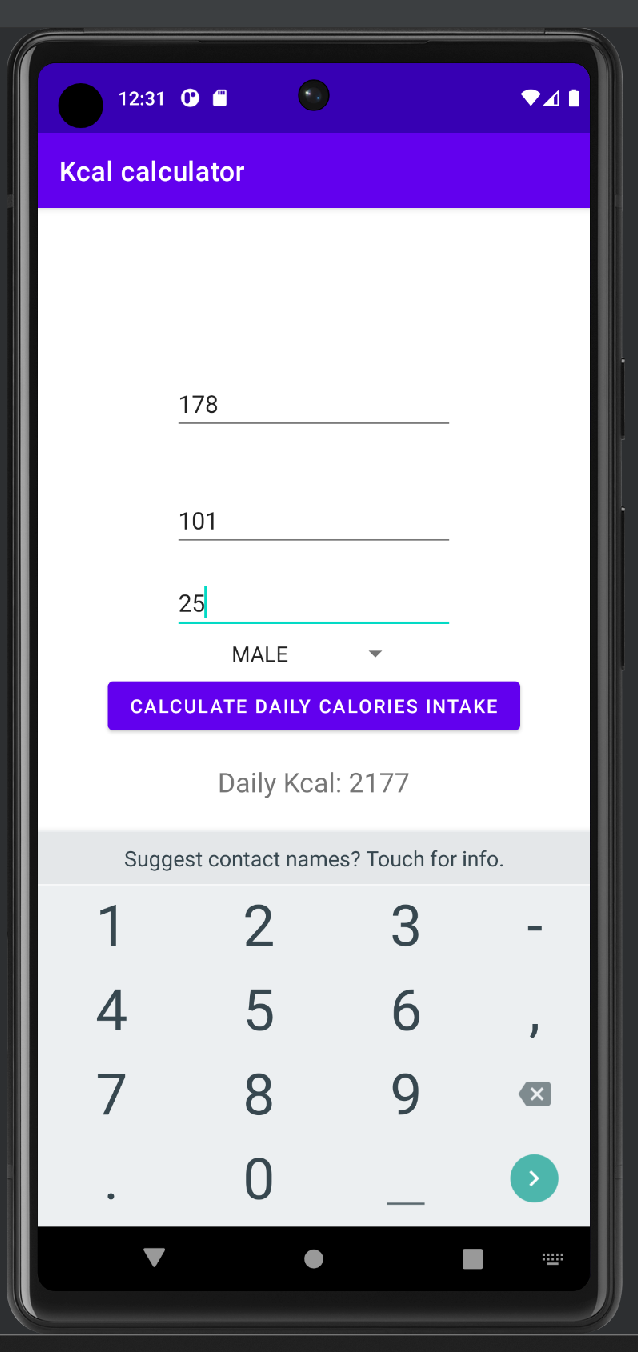 12:31
Kcal calculator
178
101
25
MALE
CALCULATE DAILY CALORIES INTAKE
Daily Kcal: 2177
Suggest contact names? Touch for info.
1 2 3 -
4 5 6 ,
7 8 9
. 0 _